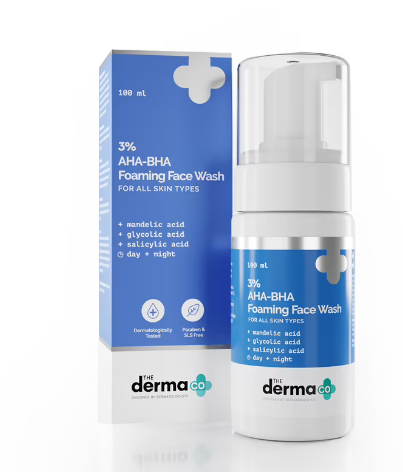 100 ml
3%
AHA-BHA
Foaming Face Wash
FOR ALL SKIN TYPES
+ mandelic acid
+ glycolic acid
+ salicylic acid
day + night
Dermatologically Tested
Paraben & SLS Free
THE
derma co
100 ml
3%
AHA-BHA
Foaming Face Wash
FOR ALL SKIN TYPES
+ mandelic acid
+ glycolic acid
+ salicylic acid
day + night
THE
derma co